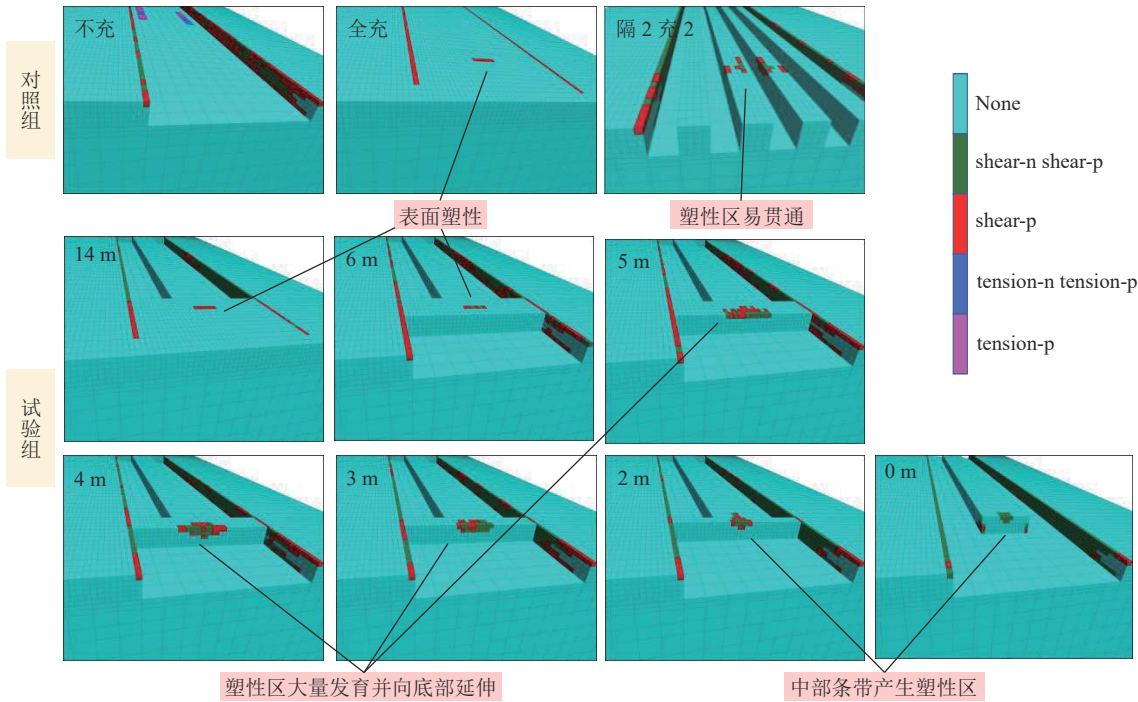 对照组
不充
全充
隔 2 充 2
表面塑性
塑性区易贯通
None
shear-n shear-p
shear-p
tension-n tension-p
tension-p
试验组
14 m
6 m
5 m
4 m
3 m
2 m
0 m
塑性区大量发育并向底部延伸
中部条带产生塑性区